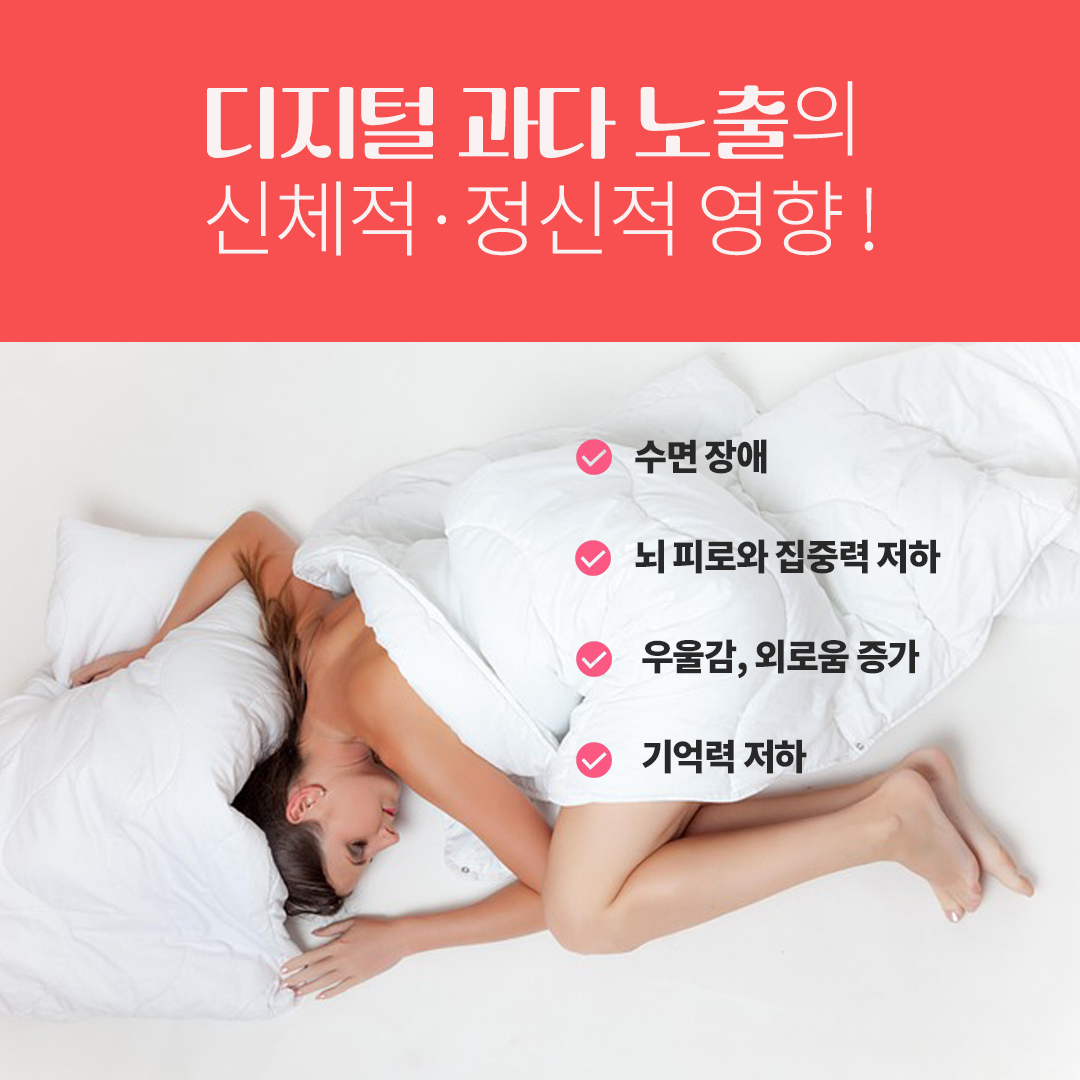 디지털 과다 노출의
신체적·정신적 영향!
수면 장애
뇌 피로와 집중력 저하
우울감, 외로움 증가
기억력 저하